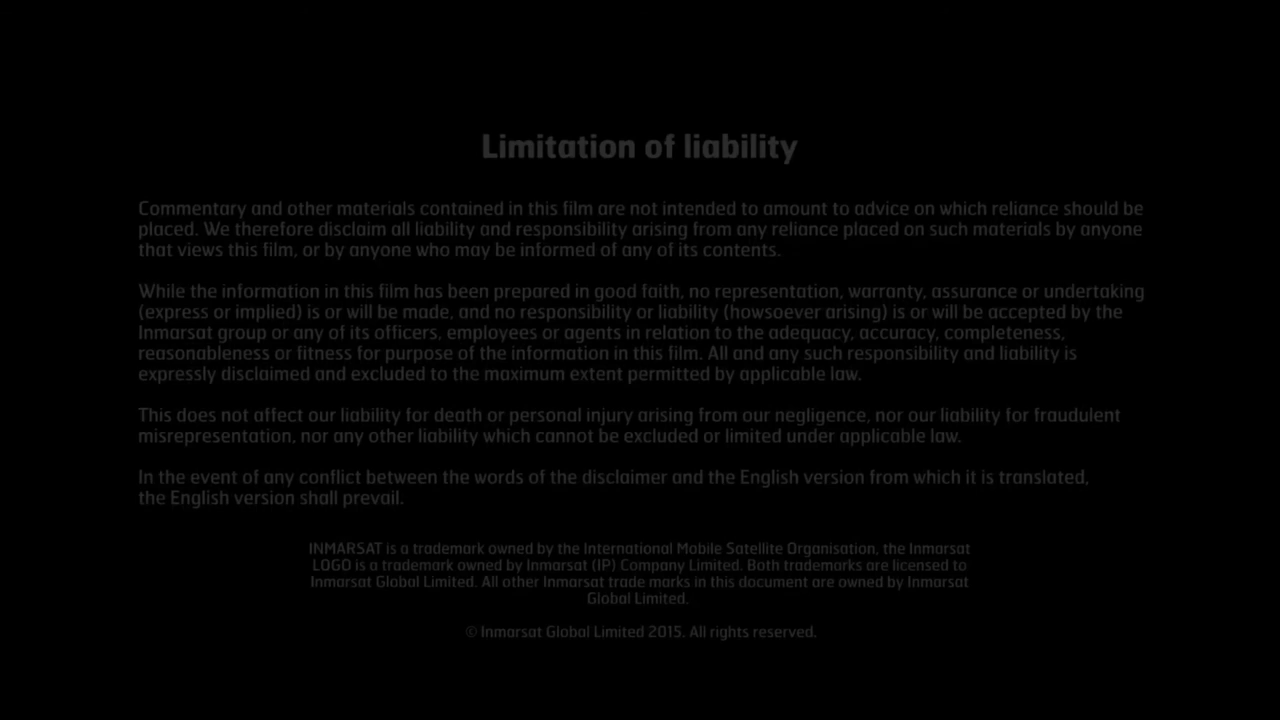 Limitation of liability
Commentary and other materials contained in this film are not intended to amount to advice on which reliance should be
placed. We therefore disclaim all liability and responsibility arising from any reliance placed on such materials by anyone
that views this film, or by anyone who may be informed of any of its contents.
While the information in this film has been prepared in good faith, no representation, warranty, assurance or undertaking
(express or implied) is or will be made, and no responsibility or liability (howsoever arising) is or will be accepted by the
Inmarsat group or any of its officers, employees or agents in relation to the adequacy, accuracy, completeness,
reasonableness or fitness for purpose of the information in this film. All and any such responsibility and liability is
expressly disclaimed and excluded to the maximum extent permitted by applicable law.
This does not affect our liability for death or personal injury arising from our negligence, nor our liability for fraudulent
misrepresentation, nor any other liability which cannot be excluded or limited under applicable law.
In the event of any conflict between the words of the disclaimer and the English version from which it is translated,
the English version shall prevail.
INMARSAT is a trademark owned by the International Mobile Satellite Organisation, the Inmarsat
LOGO is a trademark owned by Inmarsat (IP) Company Limited. Both trademarks are licensed to
Inmarsat Global Limited. All other Inmarsat trade marks in this document are owned by Inmarsat
Global Limited.
© Inmarsat Global Limited 2015. All rights reserved.